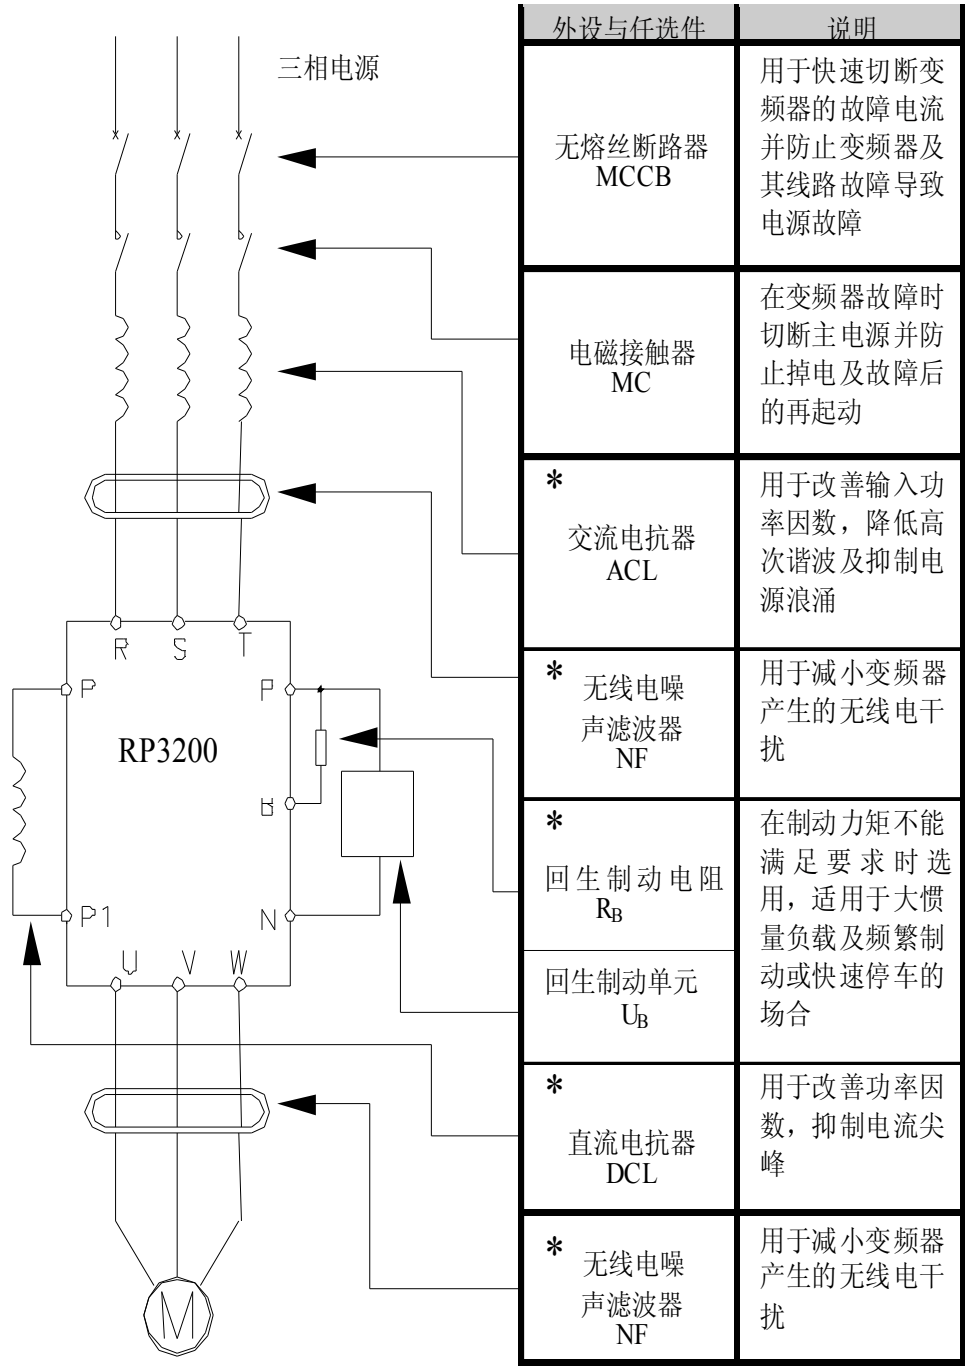 三相电源
R S T
P P
RP3200
B
P1 N
U V W
M
外设与任选件 说明
无熔丝断路器
MCCB
用于快速切断变
频器的故障电流
并防止变频器及
其线路故障导致
电源故障
电磁接触器
MC
在变频器故障时
切断主电源并防
止掉电及故障后
的再起动
*
交流电抗器
ACL
用于改善输入功
率因数，降低高
次谐波及抑制电
源浪涌
*
无线电噪
声滤波器
NF
用于减小变频器
产生的无线电干
扰
*
回生制动电阻
RB
回生制动单元
UB
在制动力矩不能
满足要求时选
用，适用于大惯
量负载及频繁制
动或快速停车的
场合
*
直流电抗器
DCL
用于改善功率因
数，抑制电流尖
峰
*
无线电噪
声滤波器
NF
用于减小变频器
产生的无线电干
扰